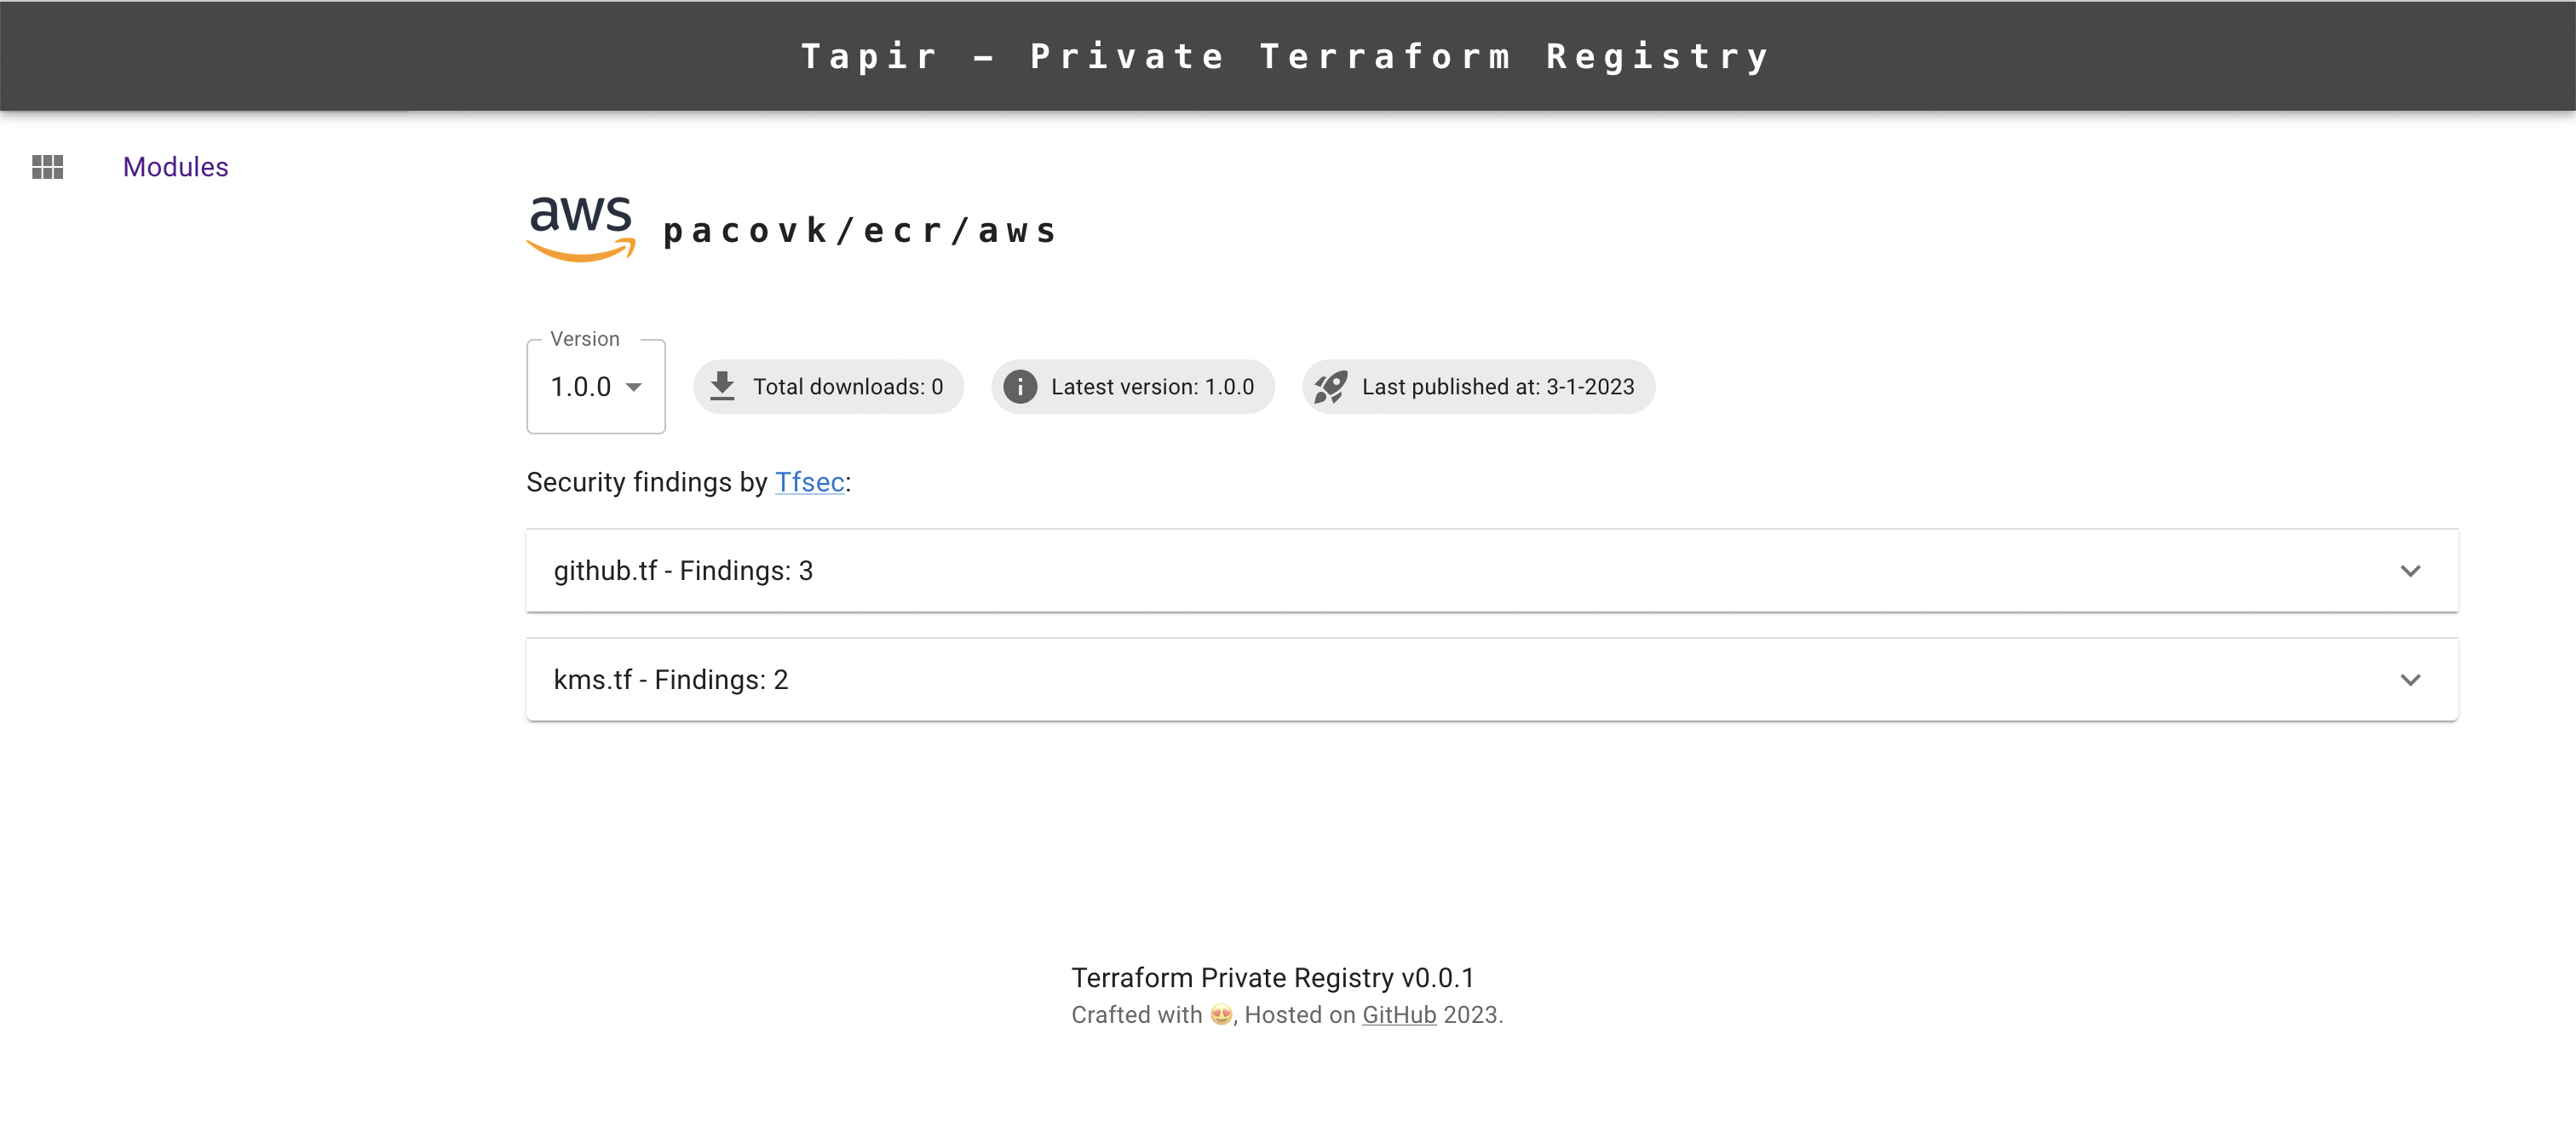 Tapir – Private Terraform Registry
Modules
aws
pacovk/ecr/aws
Version
1.0.0
Total downloads: 0
Latest version: 1.0.0
Last published at: 3-1-2023
Security findings by Tfsec:
github.tf - Findings: 3
kms.tf - Findings: 2
Terraform Private Registry v0.0.1
Crafted with 😍, Hosted on GitHub 2023.